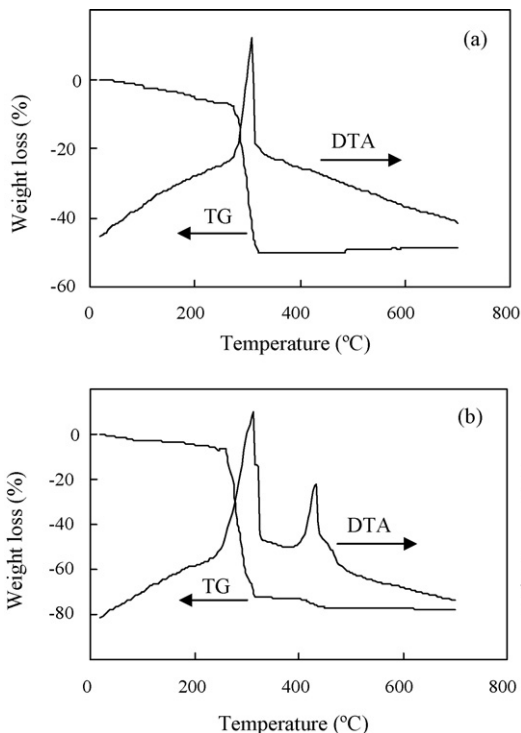 (a)
0
-20
-40
-60
Weight loss (%)
DTA
TG
0 200 400 600 800
Temperature (ºC)
(b)
0
-20
-40
-60
-80
Weight loss (%)
DTA
TG
0 200 400 600 800
Temperature (ºC)